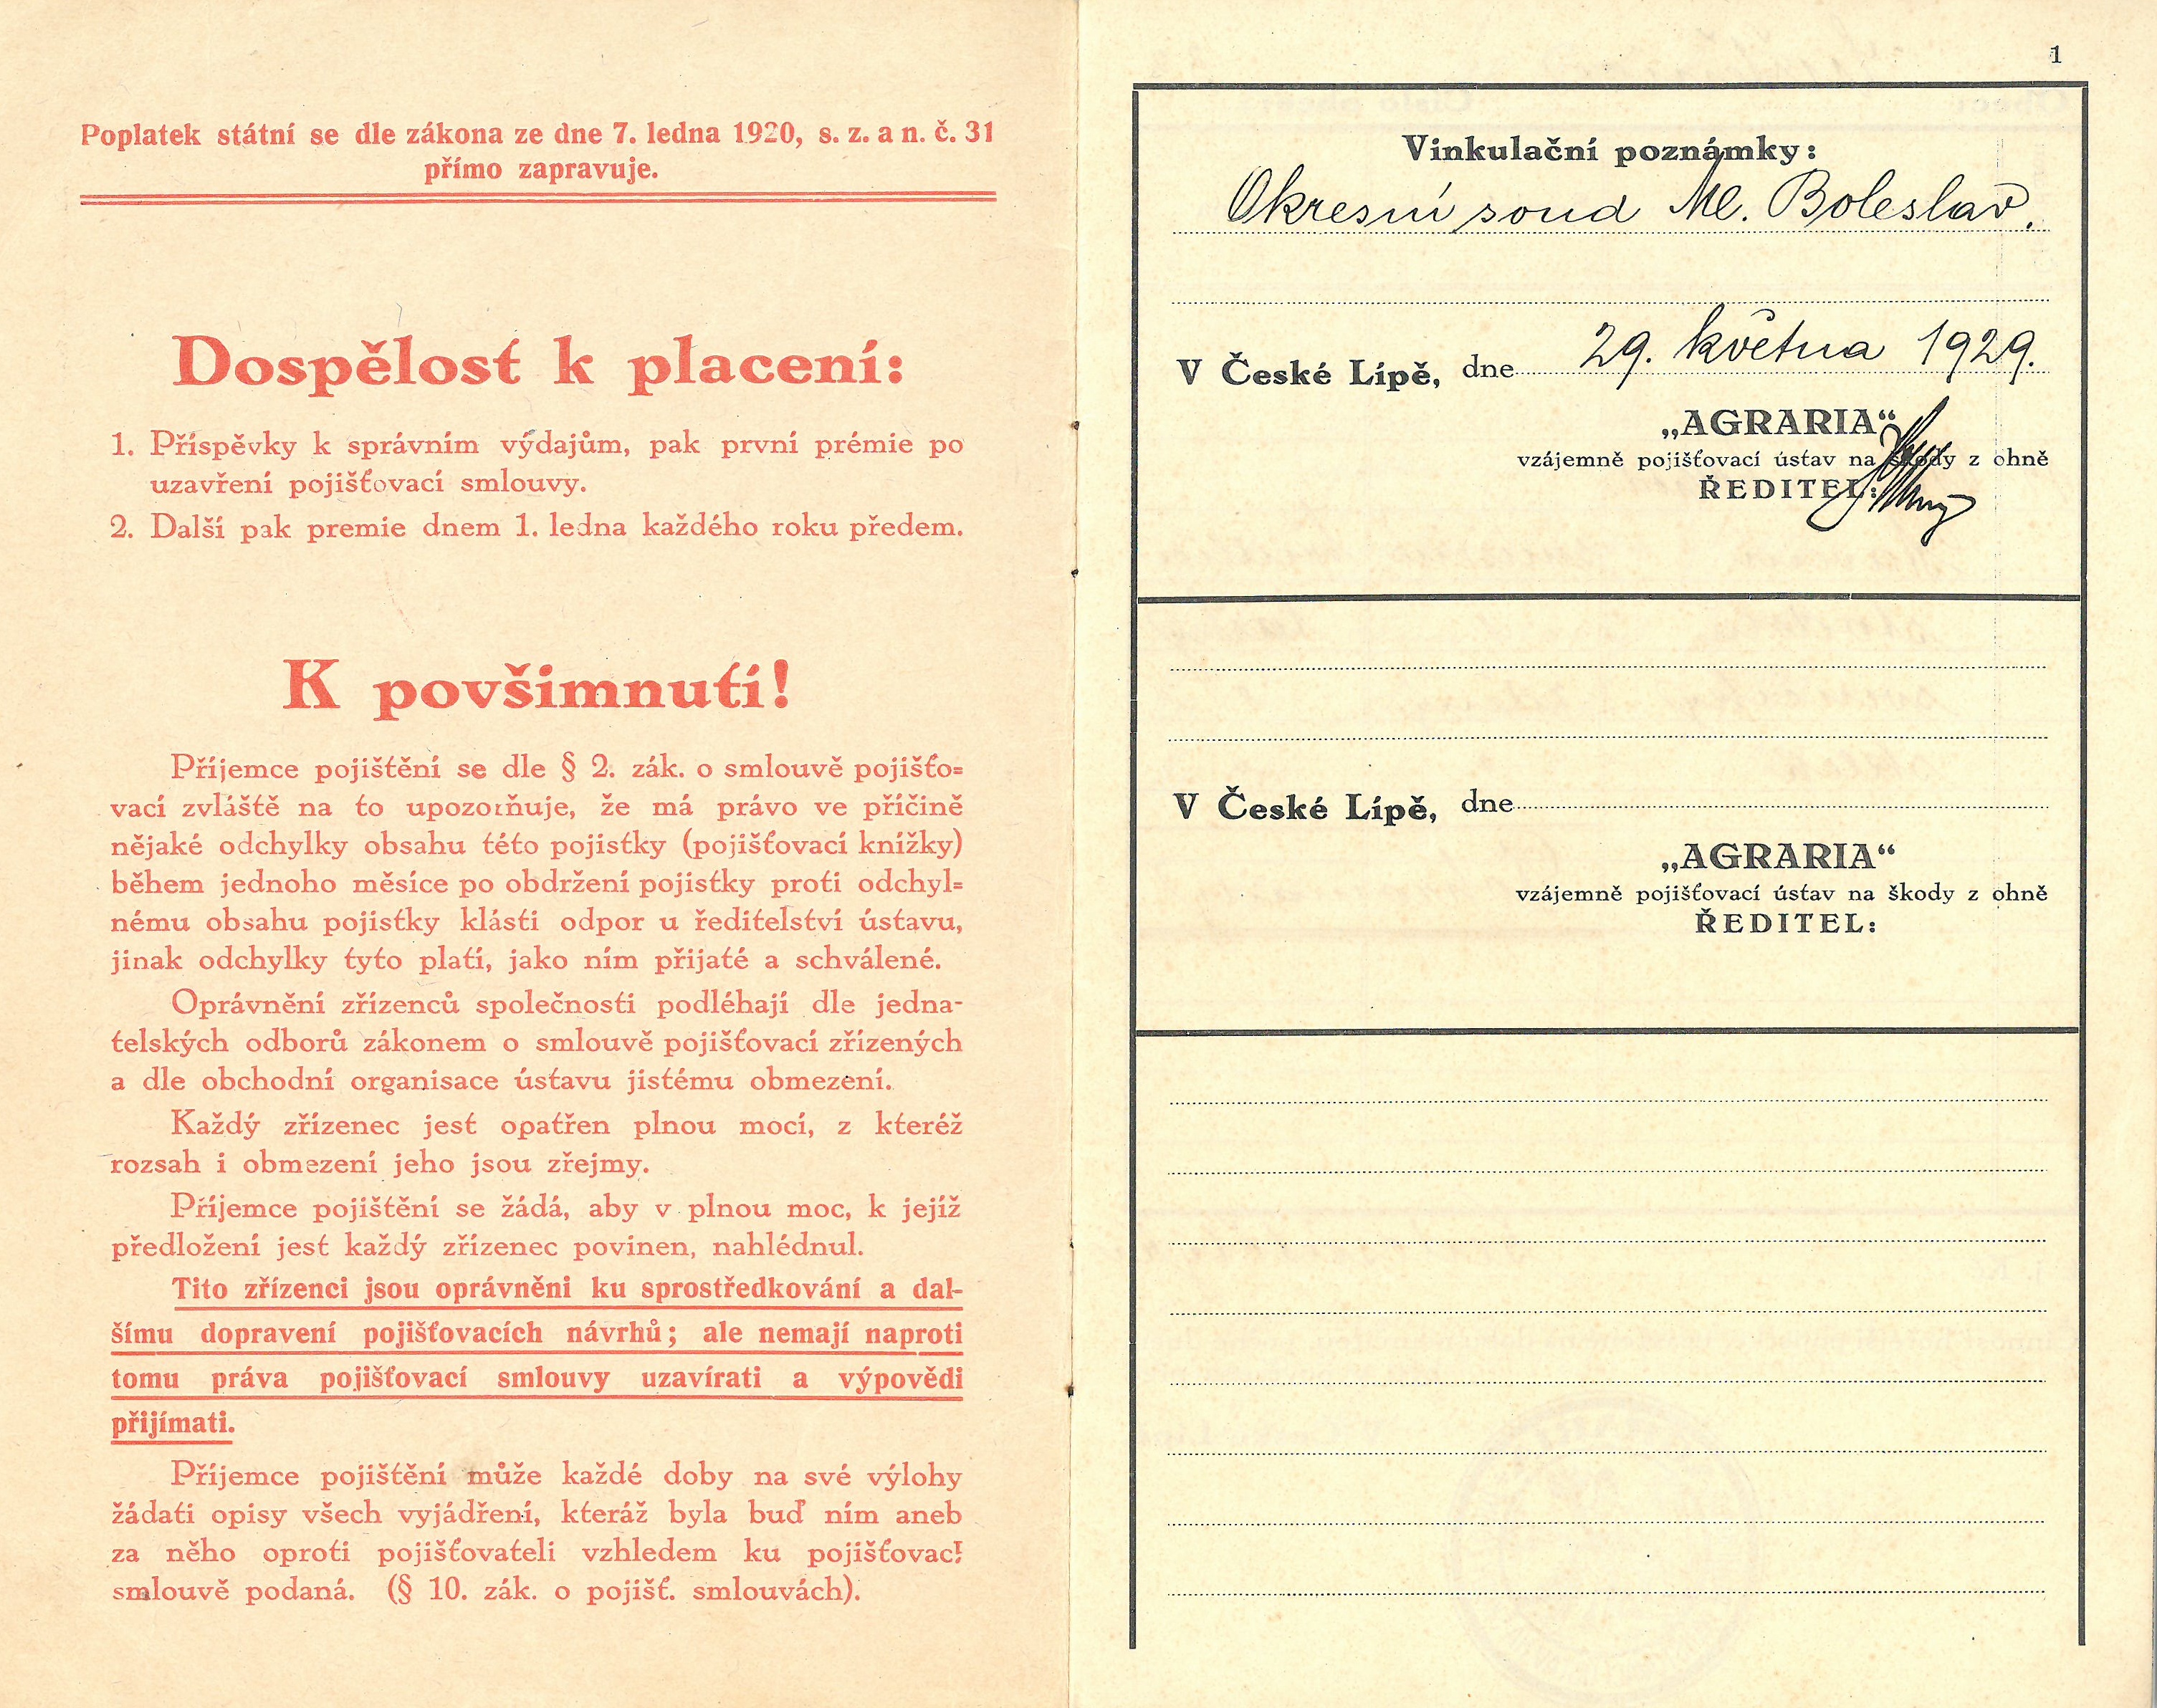 Poplatek státní se dle zákona ze dne 7. ledna 1920, s. z. a n. č. 31
přímo zapravuje.
Dospělost k placení:
1. Příspěvky k správním výdajům, pak první prémie po
uzavření pojišťovací smlouvy.
2. Další pak premie dnem 1. ledna každého roku předem.
K povšimnutí!
Příjemce pojištění se dle § 2. zák. o smlouvě pojišťo=
vací zvláště na to upozorňuje, že má právo ve příčině
nějaké odchylky obsahu této pojistky (pojišťovací knížky)
během jednoho měsíce po obdržení pojistky proti odchyl=
nému obsahu pojistky klásti odpor u ředitelství ústavu,
jinak odchylky tyto platí, jako ním přijaté a schválené.
Oprávnění zřízenců společnosti podléhají dle jedna-
telských odborů zákonem o smlouvě pojišťovací zřízených
a dle obchodní organisace ústavu jistému obmezení.
Každý zřízenec jest opatřen plnou mocí, z kteréž
rozsah i obmezení jeho jsou zřejmy.
Příjemce pojištění se žádá, aby v plnou moc, k jejíž
předložení jest každý zřízenec povinen, nahlédnul.
Tito zřízenci jsou oprávněni ku sprostředkování a dal-
šímu dopravení pojišťovacích návrhů; ale nemají naproti
tomu práva pojišťovací smlouvy uzavírati a výpovědi
přijímati.
Příjemce pojištění může každé doby na své výlohy
žádati opisy všech vyjádření, kteráž byla buď ním aneb
za něho oproti pojišťovateli vzhledem ku pojišťovací
smlouvě podaná. (§ 10. zák. o pojišť. smlouvách).
1
Vinkulační poznámky:
Okresní soud Ml. Boleslav.
V České Lípě, dne 29. května 1929.
„AGRARIA“
vzájemně pojišťovací ústav na škody z ohně
ŘEDITEL:
V České Lípě, dne
„AGRARIA“
vzájemně pojišťovací ústav na škody z ohně
ŘEDITEL: